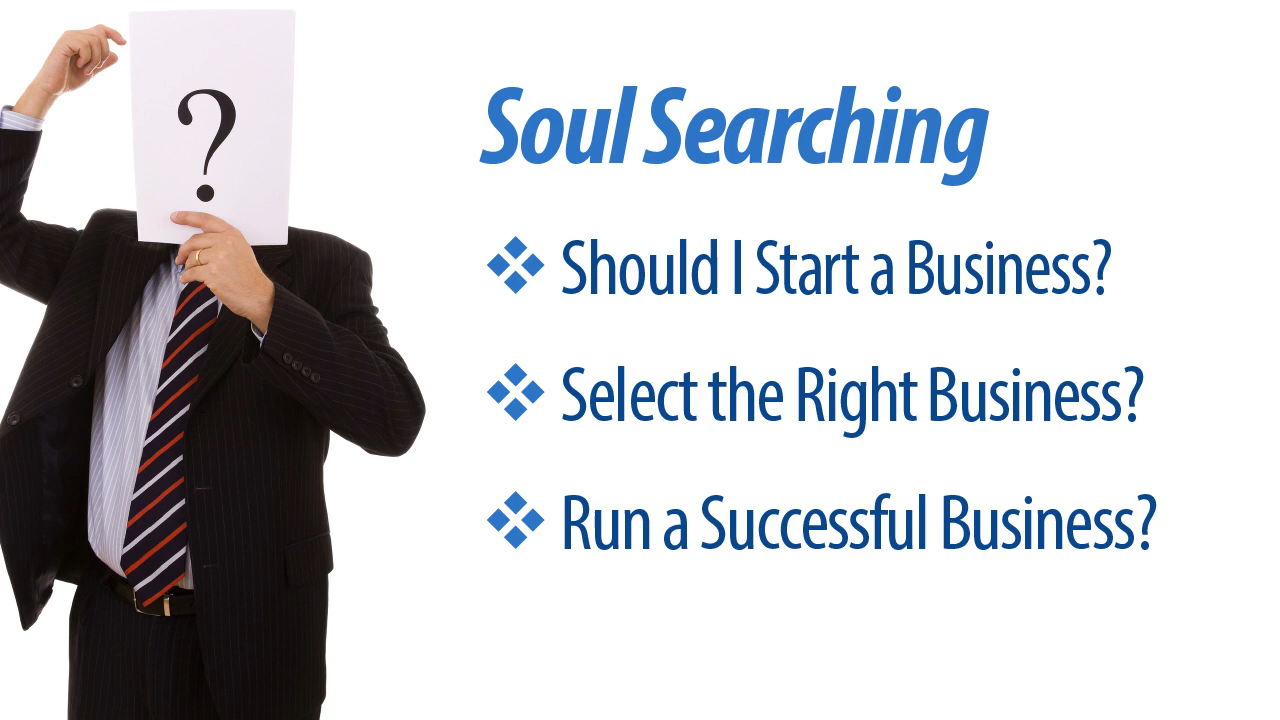 ?
Soul Searching
Should I Start a Business?
Select the Right Business?
Run a Successful Business?